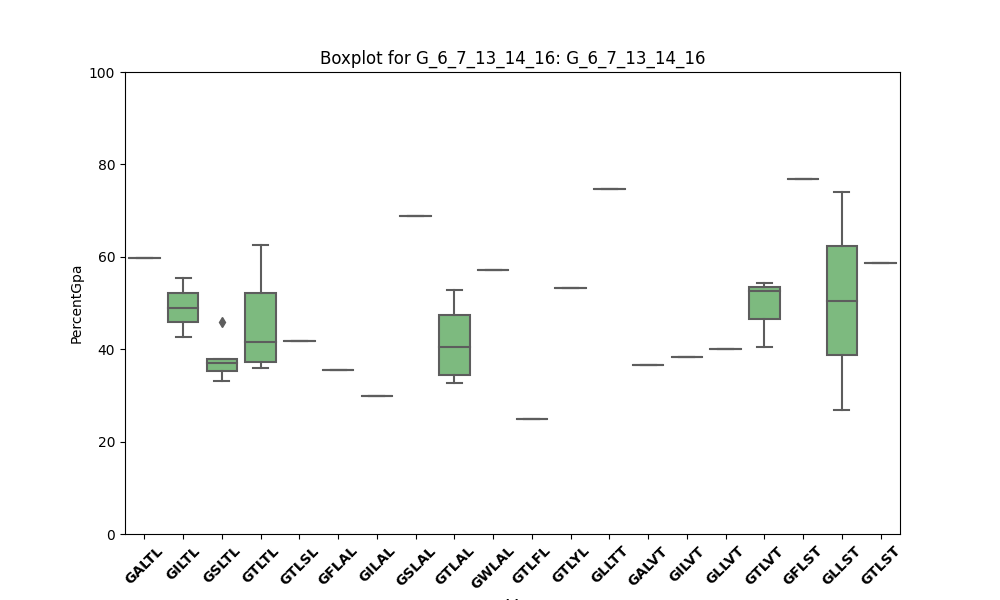 Boxplot for G_6_7_13_14_16: G_6_7_13_14_16
PercentGpa
100
80
60
40
20
0
GALTL GILTL GSLTL GTLTL GTLSL GFLAL GILAL GSLAL GTLAL GWLAL GTLFL GTLYL GLLTT GALVT GILVT GLLVT GTLVT GFLST GLLST GTLST